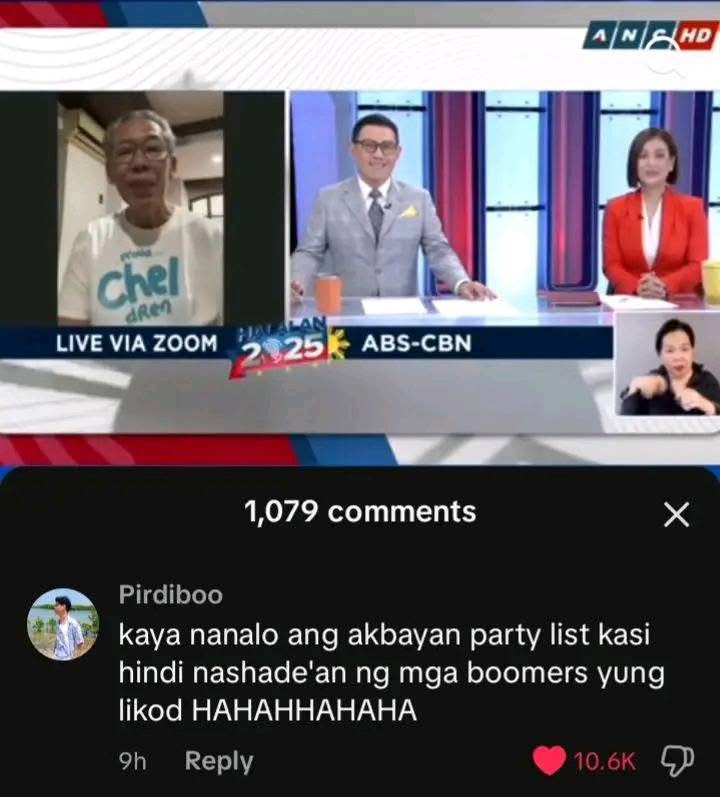 ANC HD
Chel
dRen
LIVE VIA ZOOM
HALALAN
2025
ABS-CBN
1,079 comments
Pirdiboo
kaya nanalo ang akbayan party list kasi
hindi nashade'an ng mga boomers yung
likod HAHAHHAHAHA
9h
Reply
10.6K